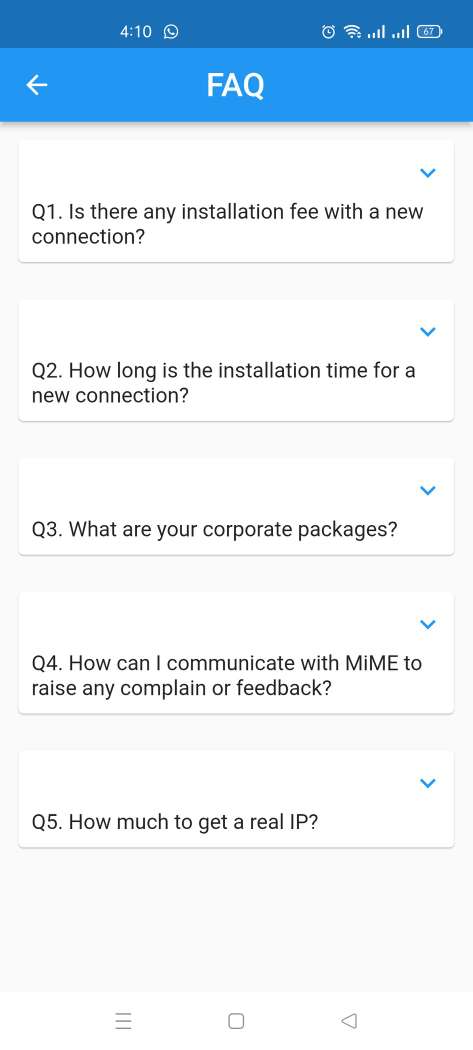 4:10
67
FAQ
Q1. Is there any installation fee with a new
connection?
Q2. How long is the installation time for a
new connection?
Q3. What are your corporate packages?
Q4. How can I communicate with MiME to
raise any complain or feedback?
Q5. How much to get a real IP?